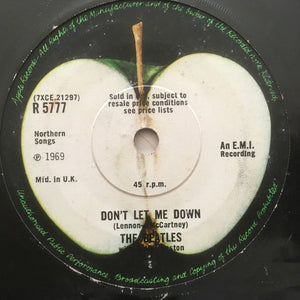 Apple Records All Rights of the Manufacturer and of the Owner of the Recorded Work Reserved
(7XCE.21297)
R 5777
Sold in U.K. subject to
resale price conditions
see price lists
Northern
Songs
℗ 1969
An E.M.I.
Recording
Mfd. in U.K.
45 r.p.m.
DON'T LET ME DOWN
(Lennon-McCartney)
THE BEATLES
with
Unauthorised Public Performance, Broadcasting and Copying of this Record Prohibited